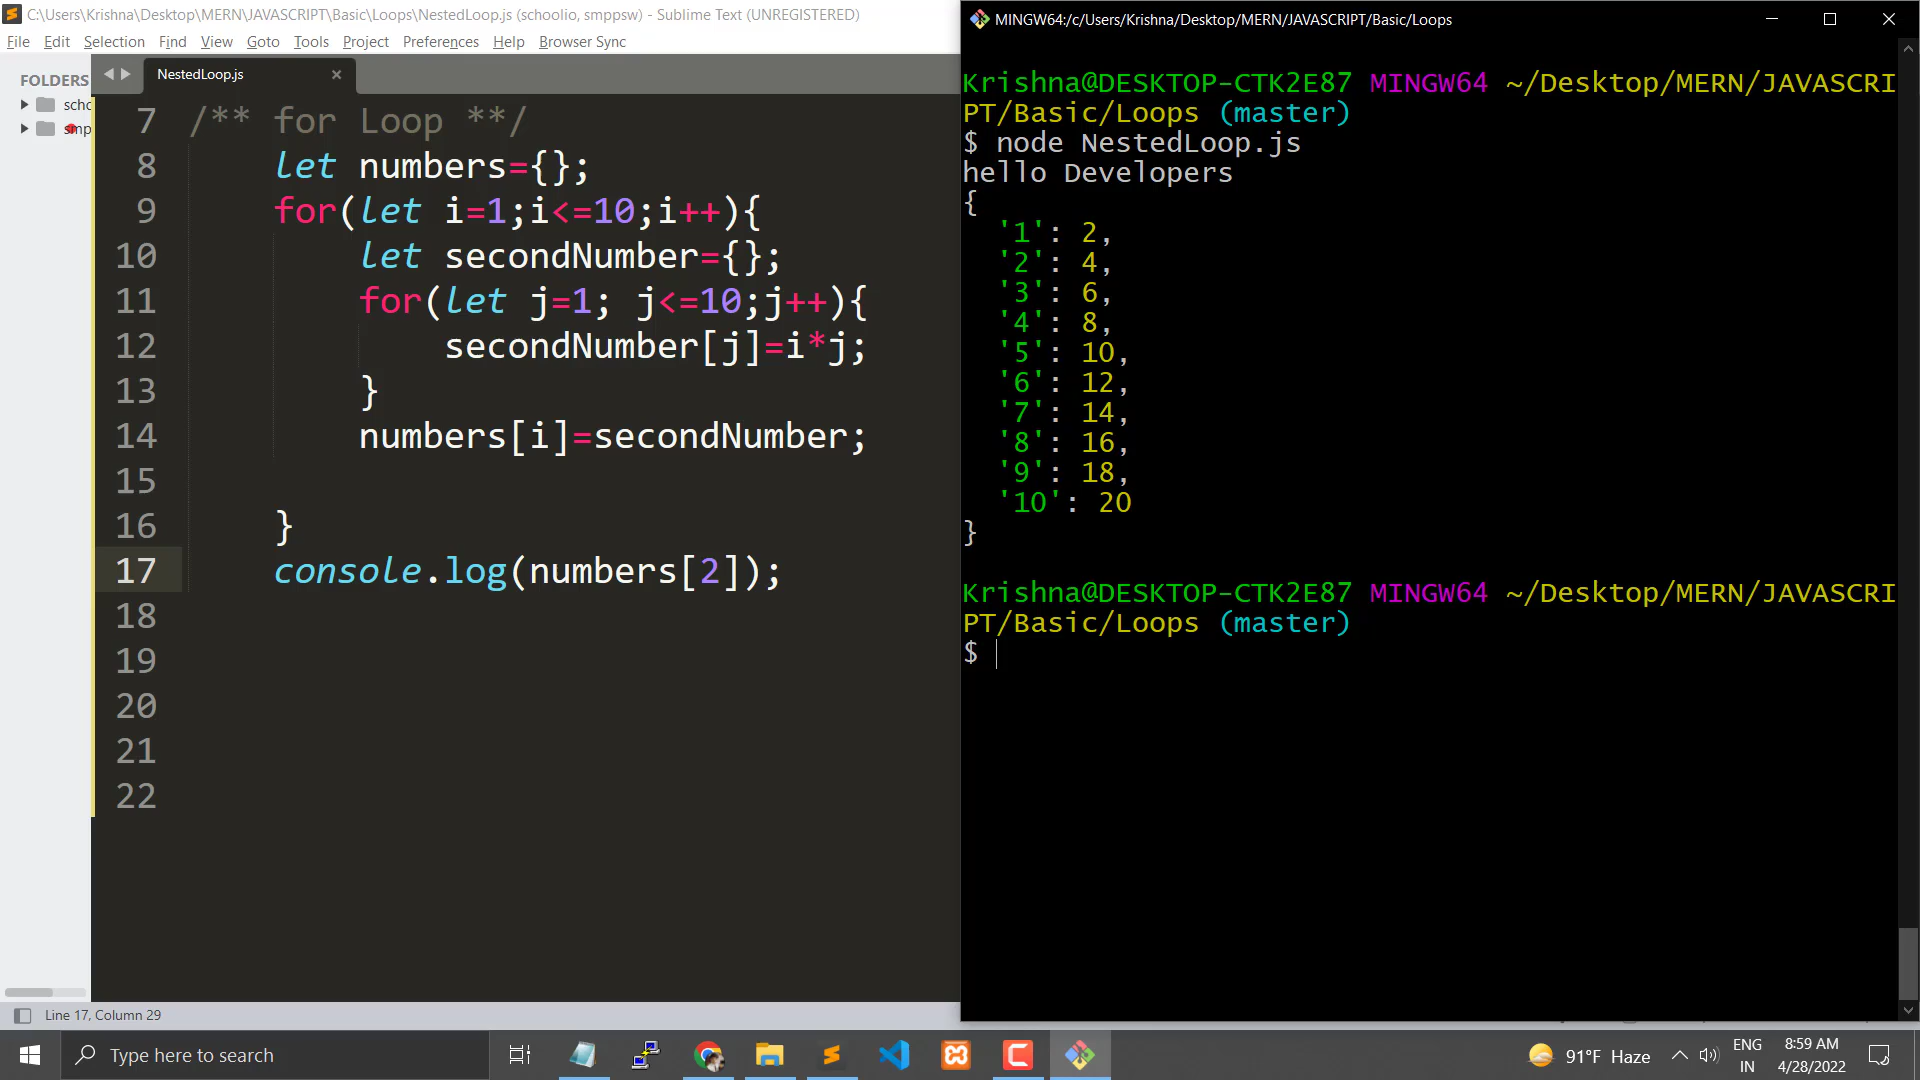 C:\Users\Krishna\Desktop\MERN\JAVASCRIPT\Basic\Loops\NestedLoop.js (schoolio, smppsw) - Sublime Text (UNREGISTERED)
File Edit Selection Find View Goto Tools Project Preferences Help Browser Sync
FOLDERS
scho
smp
NestedLoop.js
7 /** for Loop **/
8 let numbers={};
9 for(let i=1;i<=10;i++){
10 let secondNumber={};
11 for(let j=1; j<=10;j++){
12 secondNumber[j]=i*j;
13 }
14 numbers[i]=secondNumber;
15
16 }
17 console.log(numbers[2]);
18
19
20
21
22
Line 17, Column 29
MINGW64:/c/Users/Krishna/Desktop/MERN/JAVASCRIPT/Basic/Loops
Krishna@DESKTOP-CTK2E87 MINGW64 ~/Desktop/MERN/JAVASCRI
PT/Basic/Loops (master)
$ node NestedLoop.js
hello Developers
{
'1': 2,
'2': 4,
'3': 6,
'4': 8,
'5': 10,
'6': 12,
'7': 14,
'8': 16,
'9': 18,
'10': 20
}
Krishna@DESKTOP-CTK2E87 MINGW64 ~/Desktop/MERN/JAVASCRI
PT/Basic/Loops (master)
$
Type here to search
91°F Haze
ENG
IN
8:59 AM
4/28/2022